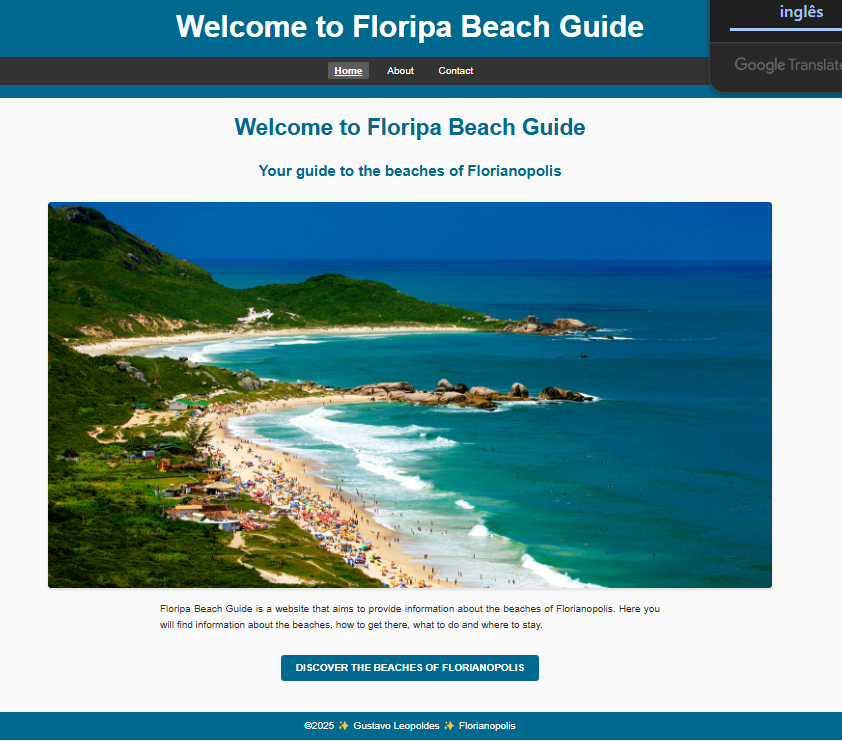 Welcome to Floripa Beach Guide
inglês
Google Translate
Home About Contact
Welcome to Floripa Beach Guide
Your guide to the beaches of Florianopolis
Floripa Beach Guide is a website that aims to provide information about the beaches of Florianopolis. Here you
will find information about the beaches, how to get there, what to do and where to stay.
DISCOVER THE BEACHES OF FLORIANOPOLIS
©2025 ✨ Gustavo Leopoldes ✨ Florianopolis